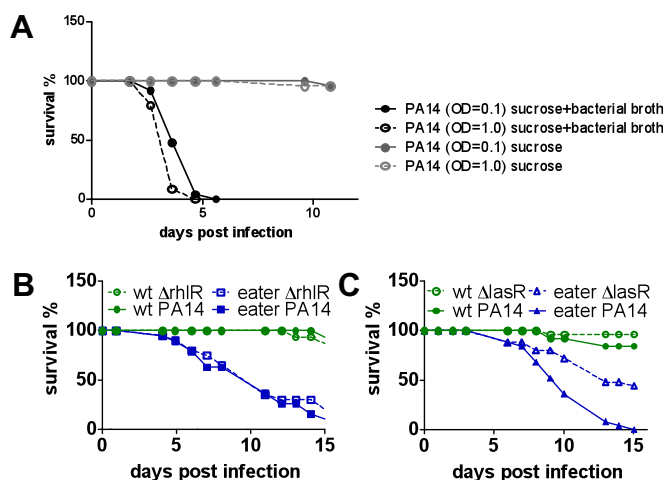 A
150
100
50
0
survival %
0
5
10
days post infection
PA14 (OD=0.1) sucrose+bacterial broth
PA14 (OD=1.0) sucrose+bacterial broth
PA14 (OD=0.1) sucrose
PA14 (OD=1.0) sucrose
B
150
100
50
0
survival %
wt ΔrhlR
eater ΔrhlR
wt PA14
eater PA14
0
5
10
15
days post infection
C
150
100
50
0
survival %
wt ΔlasR
eater ΔlasR
wt PA14
eater PA14
0
5
10
15
days post infection